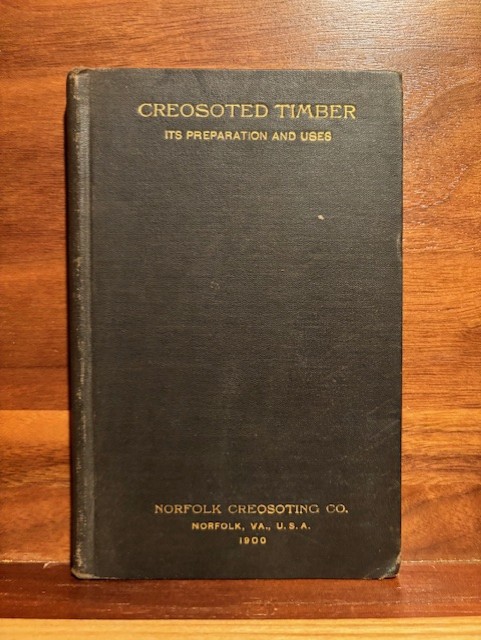 CREOSOTED TIMBER
ITS PREPARATION AND USES
NORFOLK CREOSOTING CO.
NORFOLK, VA., U.S.A.
1900